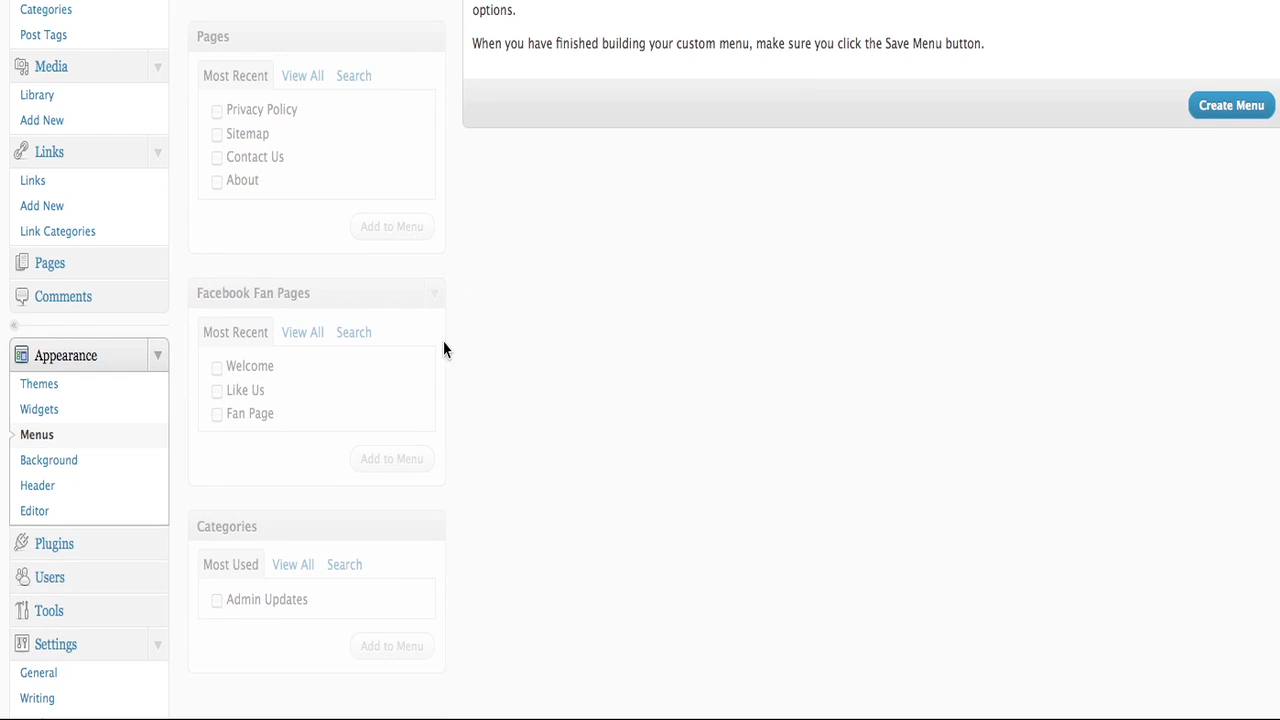 Categories
Post Tags
Media
Library
Add New
Links
Links
Add New
Link Categories
Pages
Comments
Appearance
Themes
Widgets
Menus
Background
Header
Editor
Plugins
Users
Tools
Settings
General
Writing
Pages
Most Recent View All Search
Privacy Policy
Sitemap
Contact Us
About
Add to Menu
Facebook Fan Pages
Most Recent View All Search
Welcome
Like Us
Fan Page
Add to Menu
Categories
Most Used View All Search
Admin Updates
Add to Menu
options.
When you have finished building your custom menu, make sure you click the Save Menu button.
Create Menu